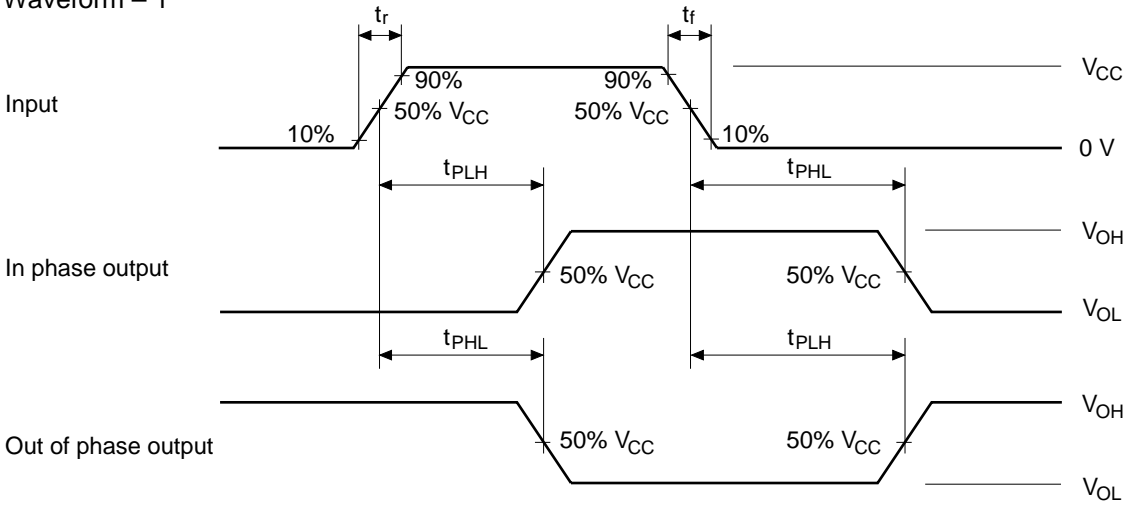 Waveform – 1
tr
tf
90%
90%
VCC
Input
50% VCC
50% VCC
10%
10%
0 V
tPLH
tPHL
VOH
In phase output
50% VCC
50% VCC
VOL
tPHL
tPLH
VOH
Out of phase output
50% VCC
50% VCC
VOL